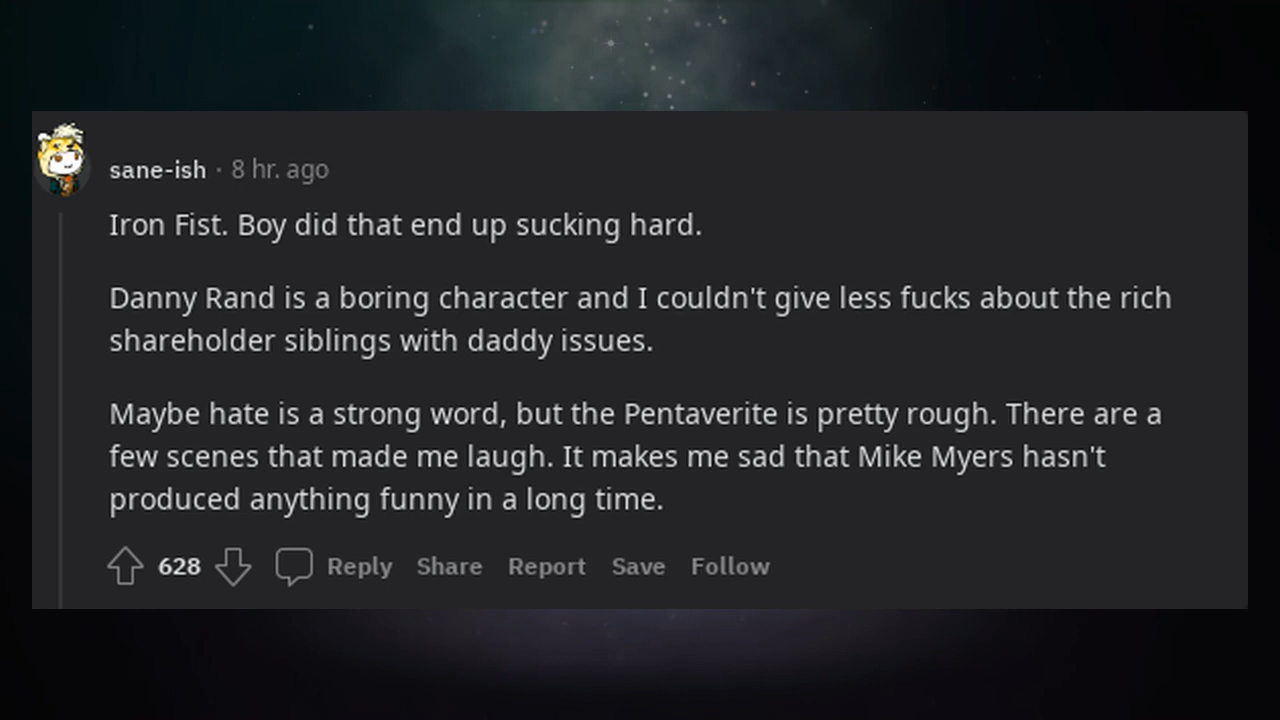 sane-ish · 8 hr. ago
Iron Fist. Boy did that end up sucking hard.
Danny Rand is a boring character and I couldn't give less fucks about the rich
shareholder siblings with daddy issues.
Maybe hate is a strong word, but the Pentaverite is pretty rough. There are a
few scenes that made me laugh. It makes me sad that Mike Myers hasn't
produced anything funny in a long time.
628 Reply Share Report Save Follow